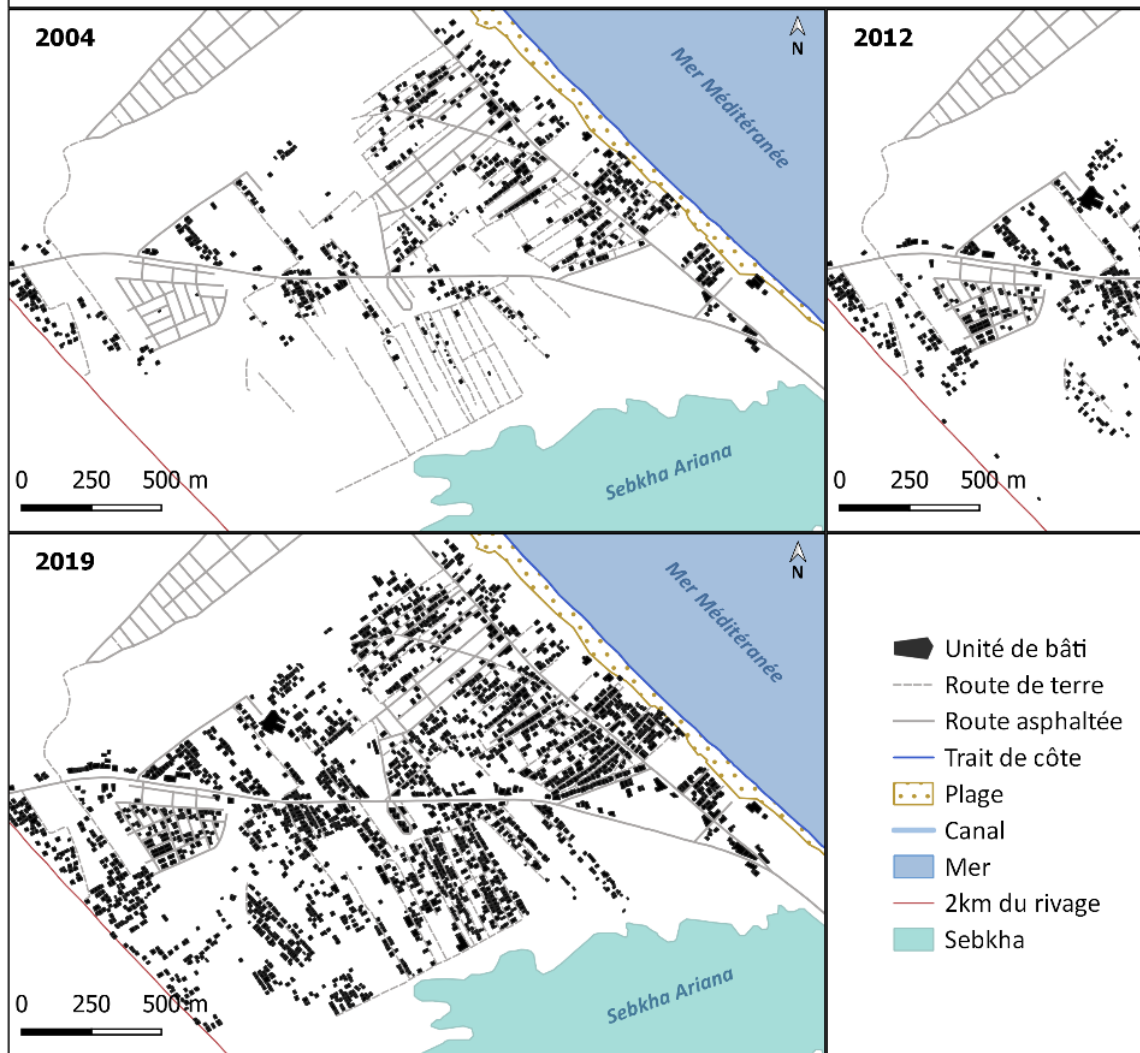 2004
N
Mer Méditéranée
Sebkha Ariana
0 250 500 m
2012
0 250 500 m
2019
N
Mer Méditéranée
Sebkha Ariana
0 250 500 m
Unité de bâti
Route de terre
Route asphaltée
Trait de côte
Plage
Canal
Mer
2km du rivage
Sebkha